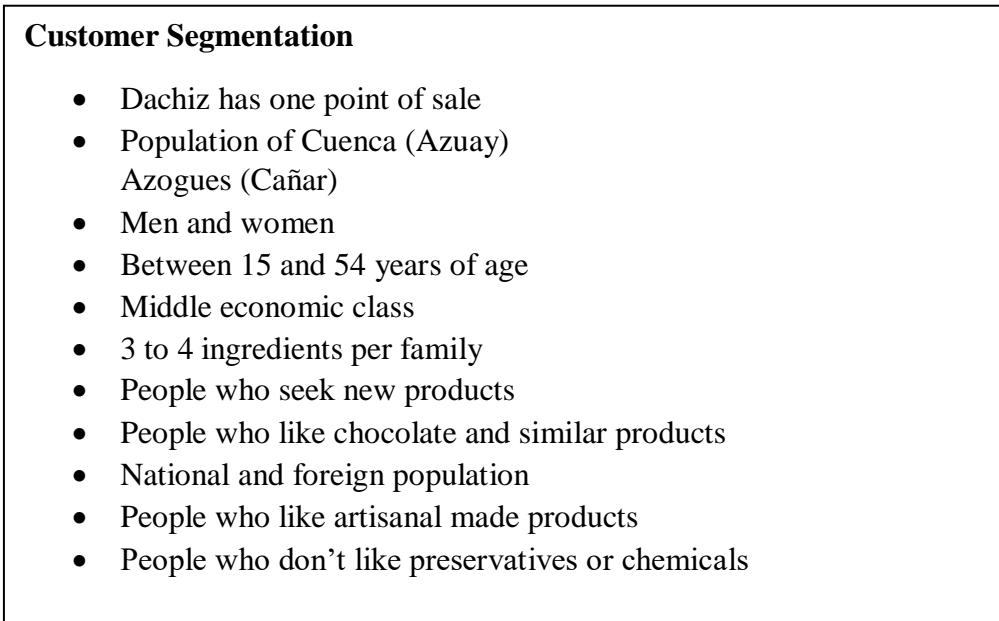 Customer Segmentation
• Dachiz has one point of sale
• Population of Cuenca (Azuay)
Azogues (Cañar)
• Men and women
• Between 15 and 54 years of age
• Middle economic class
• 3 to 4 ingredients per family
• People who seek new products
• People who like chocolate and similar products
• National and foreign population
• People who like artisanal made products
• People who don’t like preservatives or chemicals